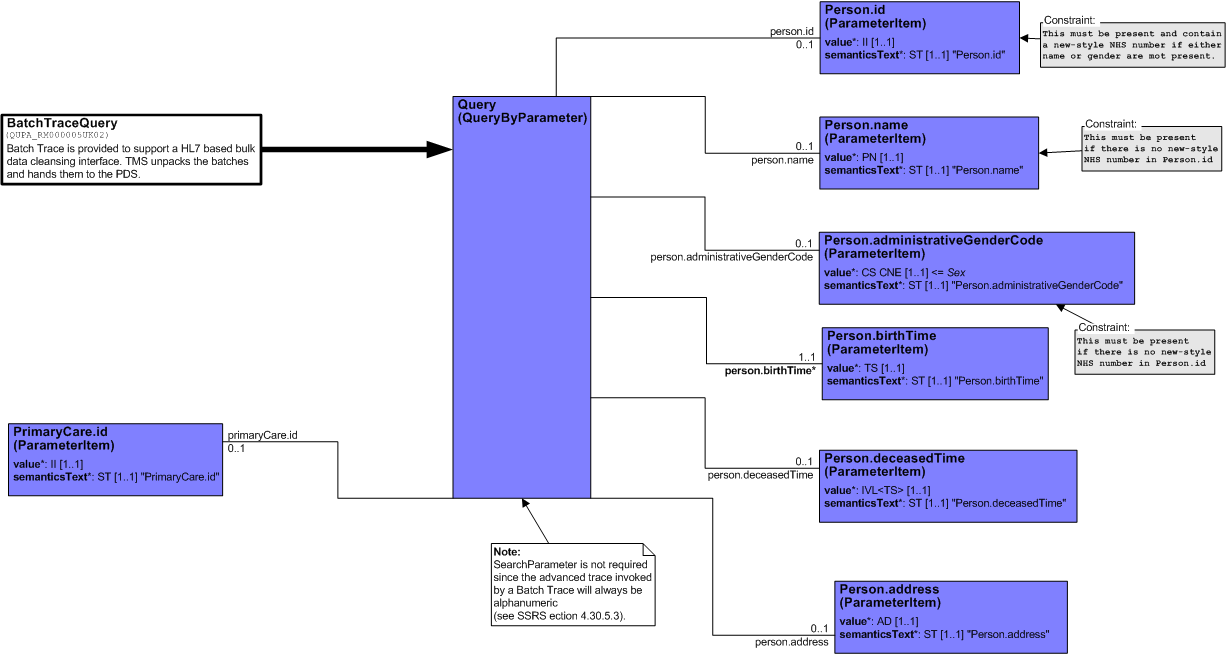 Person.id
(ParameterItem)
value*: II [1..1]
semanticsText*: ST [1..1] "Person.id"
person.id
0..1
Constraint:
This must be present and contain
a new-style NHS number if either
name or gender are mot present.
BatchTraceQuery
(QUPA_RM000005UK02)
Batch Trace is provided to support a HL7 based bulk
data cleansing interface. TMS unpacks the batches
and hands them to the PDS.
Query
(QueryByParameter)
Person.name
(ParameterItem)
value*: PN [1..1]
semanticsText*: ST [1..1] "Person.name"
0..1
person.name
Constraint:
This must be present
if there is no new-style
NHS number in Person.id
Person.administrativeGenderCode
(ParameterItem)
value*: CS CNE [1..1] <= Sex
semanticsText*: ST [1..1] "Person.administrativeGenderCode"
0..1
person.administrativeGenderCode
Constraint:
This must be present
if there is no new-style
NHS number in Person.id
Person.birthTime
(ParameterItem)
value*: TS [1..1]
semanticsText*: ST [1..1] "Person.birthTime"
1..1
person.birthTime*
PrimaryCare.id
(ParameterItem)
value*: II [1..1]
semanticsText*: ST [1..1] "PrimaryCare.id"
primaryCare.id
0..1
Person.deceasedTime
(ParameterItem)
value*: IVL<TS> [1..1]
semanticsText*: ST [1..1] "Person.deceasedTime"
0..1
person.deceasedTime
Note:
SearchParameter is not required
since the advanced trace invoked
by a Batch Trace will always be
alphanumeric
(see SSRS ection 4.30.5.3).
Person.address
(ParameterItem)
value*: AD [1..1]
semanticsText*: ST [1..1] "Person.address"
0..1
person.address